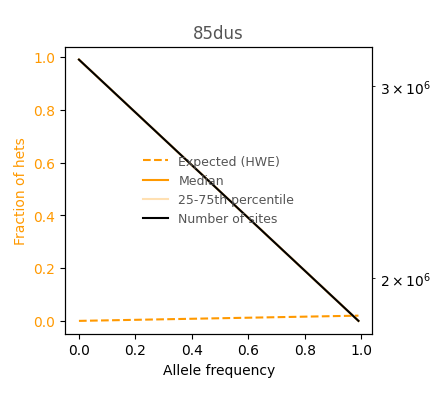 85dus
1.0
0.8
0.6
0.4
0.2
0.0
Fraction of hets
3 × 10⁶
2 × 10⁶
Expected (HWE)
Median
25-75th percentile
Number of sites
0.0 0.2 0.4 0.6 0.8 1.0
Allele frequency